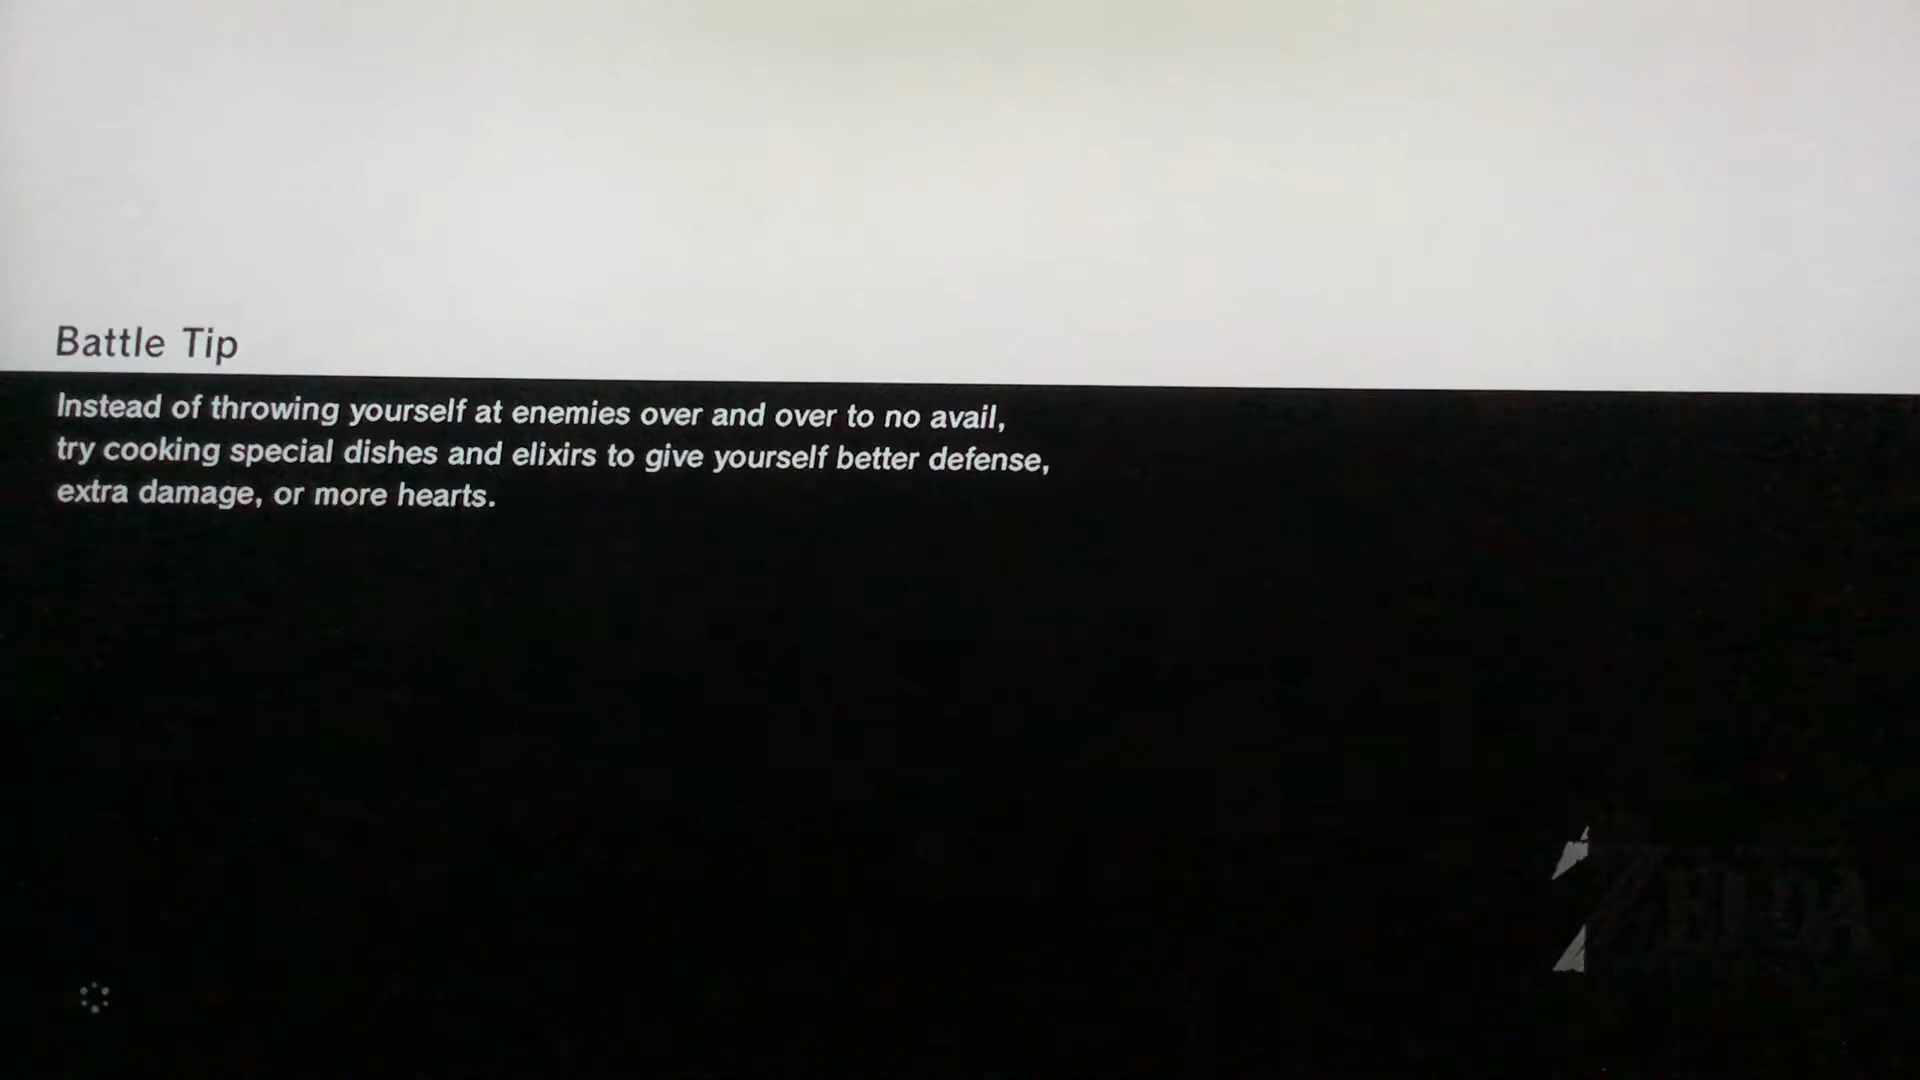 Battle Tip
Instead of throwing yourself at enemies over and over to no avail,
try cooking special dishes and elixirs to give yourself better defense,
extra damage, or more hearts.
ZELDA